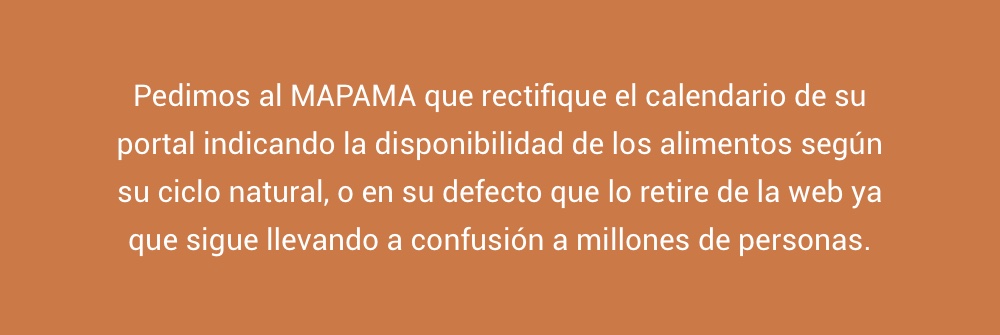 Pedimos al MAPAMA que rectifique el calendario de su
portal indicando la disponibilidad de los alimentos según
su ciclo natural, o en su defecto que lo retire de la web ya
que sigue llevando a confusión a millones de personas.